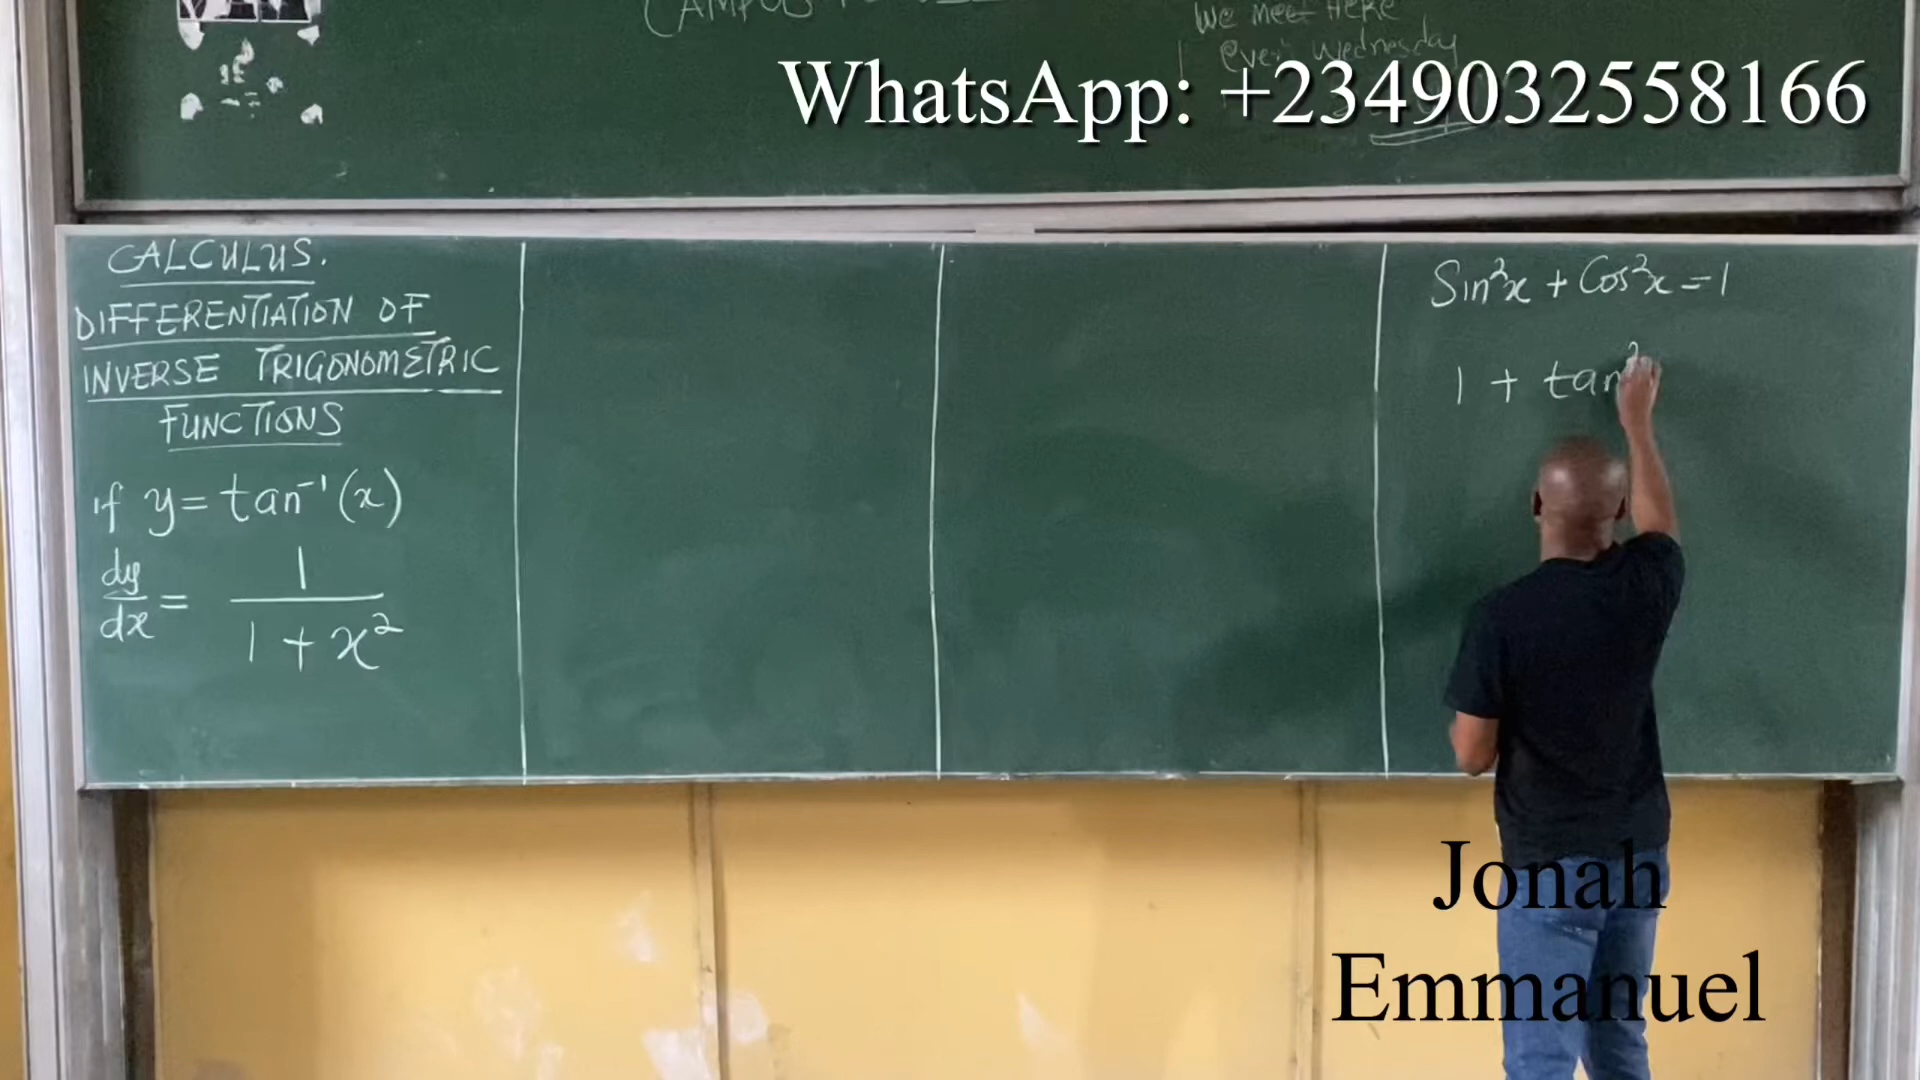 We meet Here
every Wednesday
WhatsApp: +2349032558166
CALCULUS.
DIFFERENTIATION OF
INVERSE TRIGONOMETRIC
FUNCTIONS
if y = tan⁻¹(x)
dy/dx = 1/(1 + x²)
Sin²x + Cos²x = 1
1 + tan²
Jonah
Emmanuel